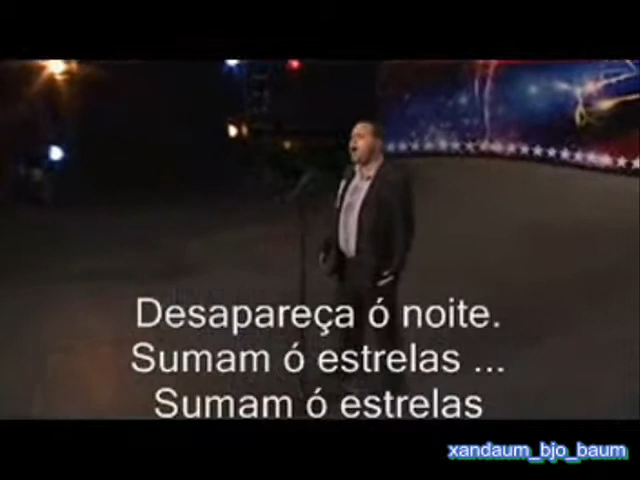 Desapareça ó noite.
Sumam ó estrelas ...
Sumam ó estrelas
xandaum_bjo_baum